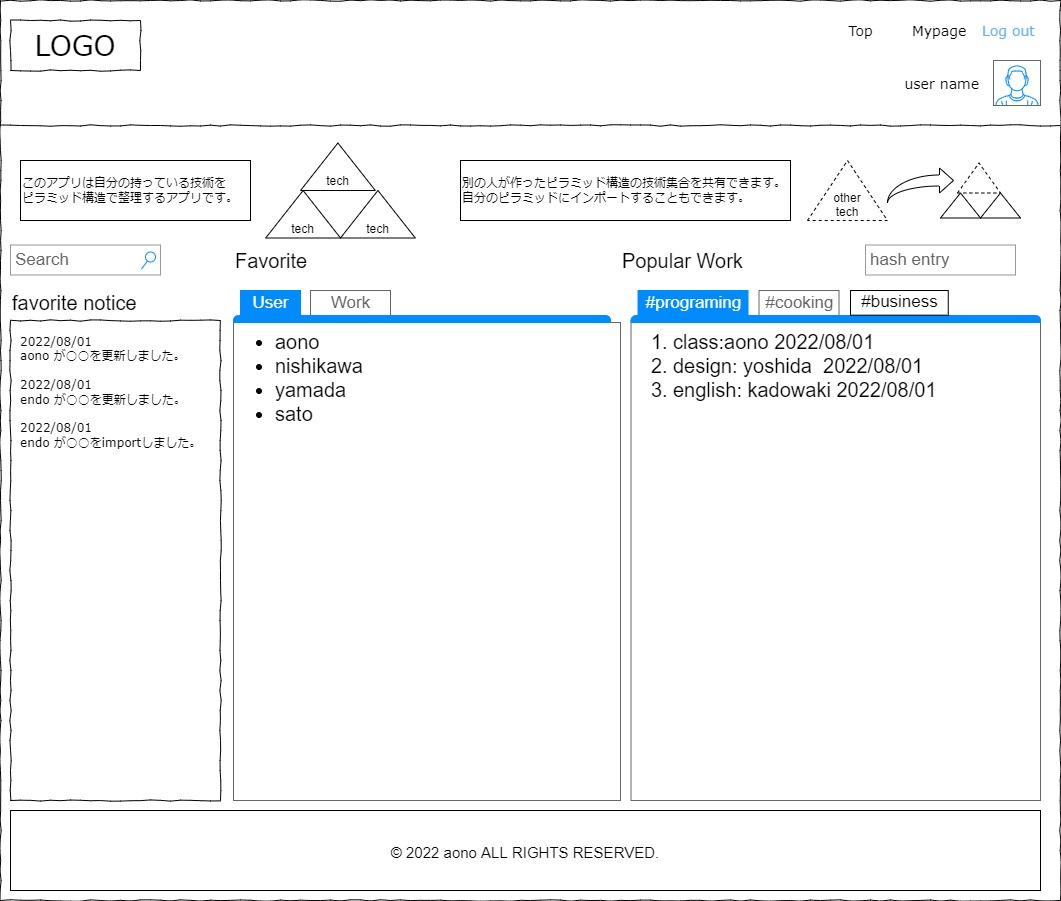 LOGO
Top
Mypage
Log out
user name
このアプリは自分の持っている技術を
ピラミッド構造で整理するアプリです。
tech
tech
tech
別の人が作ったピラミッド構造の技術集合を共有できます。
自分のピラミッドにインポートすることもできます。
other
tech
Search
Favorite
Popular Work
hash entry
favorite notice
2022/08/01
aono が○○を更新しました。
2022/08/01
endo が○○を更新しました。
2022/08/01
endo が○○をimportしました。
User
Work
• aono
• nishikawa
• yamada
• sato
#programing
#cooking
#business
1. class:aono 2022/08/01
2. design: yoshida  2022/08/01
3. english: kadowaki 2022/08/01
© 2022 aono ALL RIGHTS RESERVED.